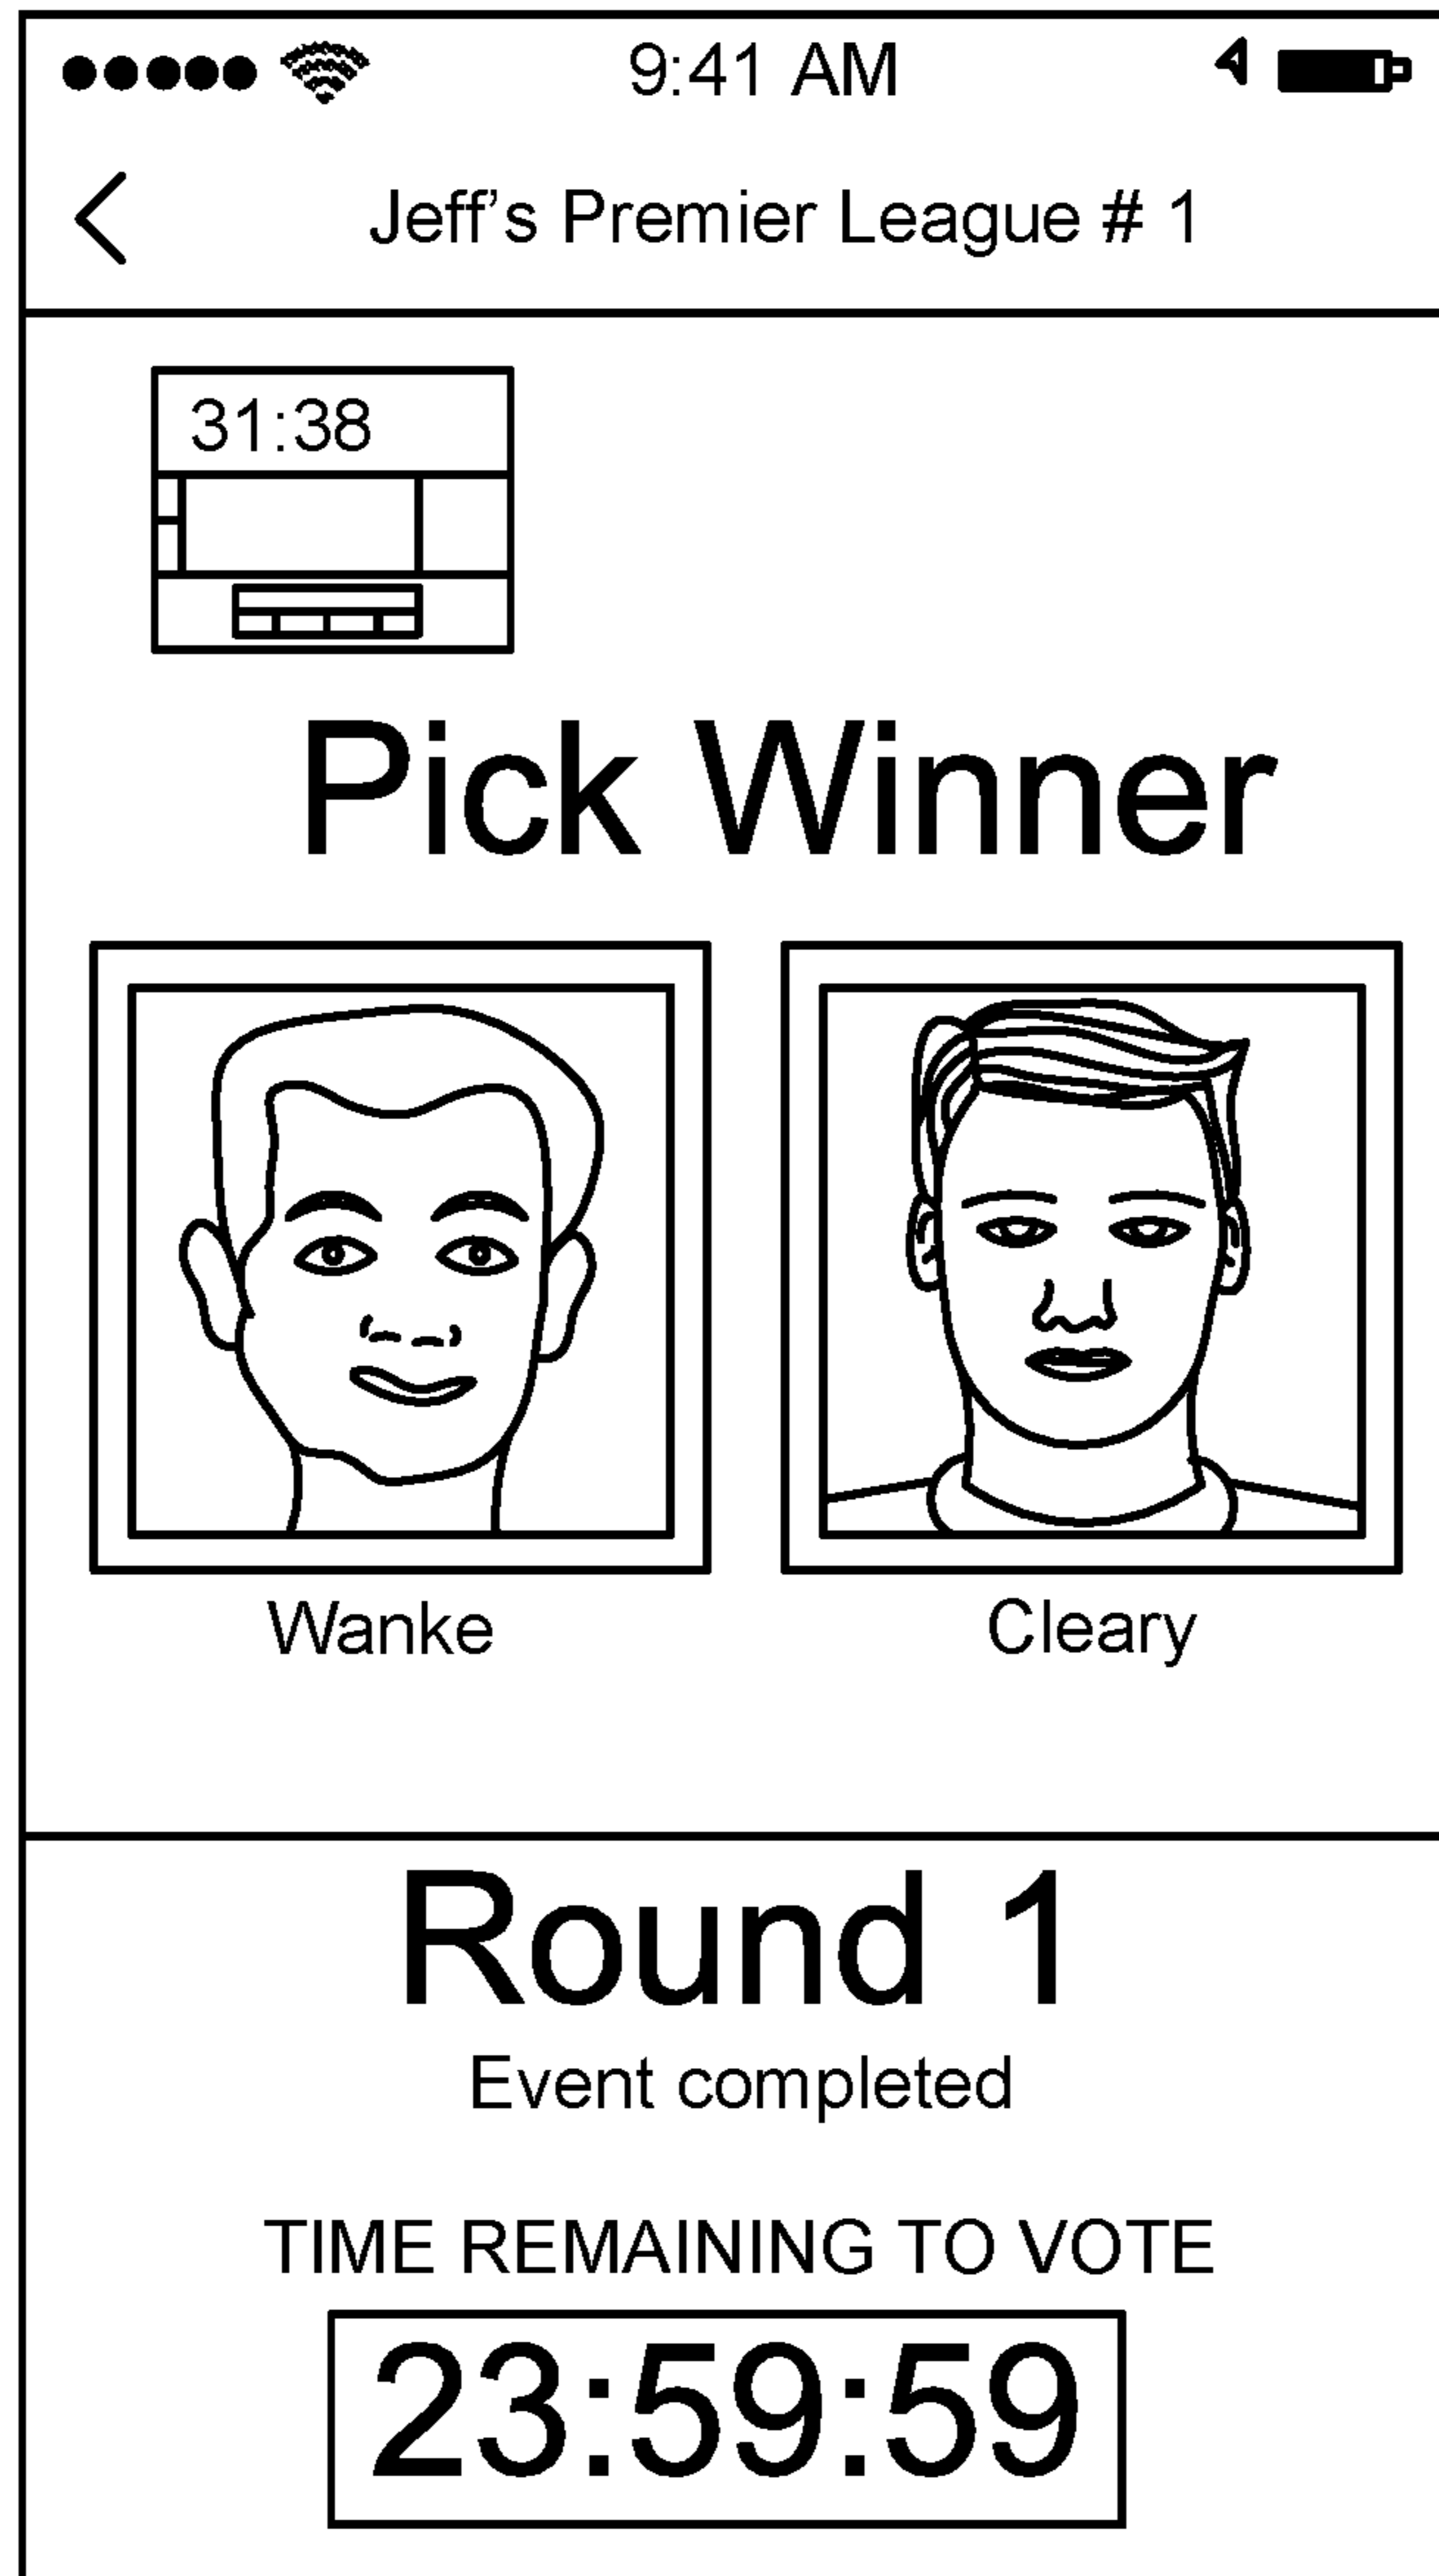 9:41 AM
Jeff's Premier League # 1
31:38
Pick Winner
Wanke
Cleary
Round 1
Event completed
TIME REMAINING TO VOTE
23:59:59